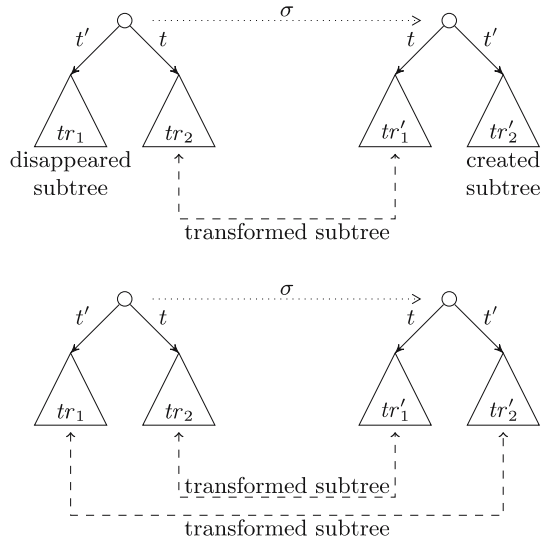 σ
t′ t t t′
tr₁ tr₂ tr′₁ tr′₂
disappeared created
subtree subtree
transformed subtree
σ
t′ t t t′
tr₁ tr₂ tr′₁ tr′₂
transformed subtree
transformed subtree